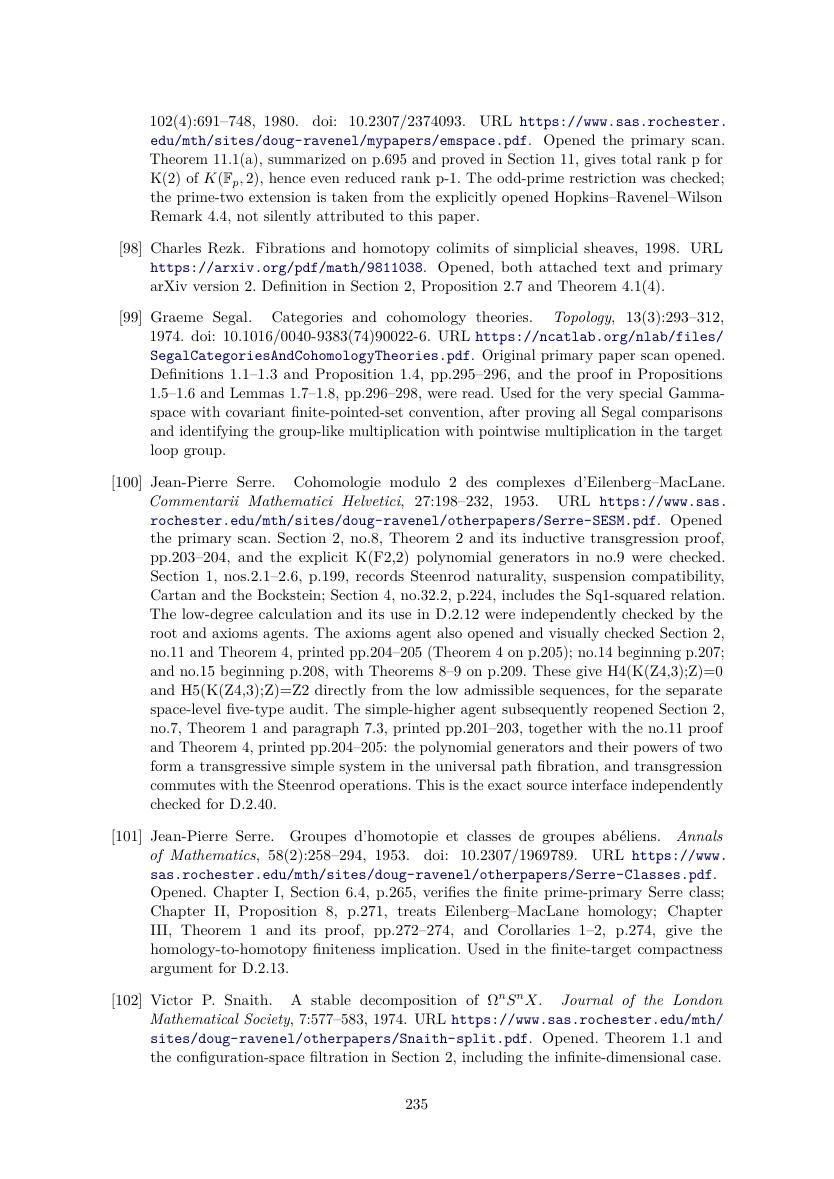 102(4):691–748, 1980. doi: 10.2307/2374093. URL https://www.sas.rochester.
edu/mth/sites/doug-ravenel/mypapers/emspace.pdf. Opened the primary scan.
Theorem 11.1(a), summarized on p.695 and proved in Section 11, gives total rank p for
K(2) of K(𝔽ₚ, 2), hence even reduced rank p-1. The odd-prime restriction was checked;
the prime-two extension is taken from the explicitly opened Hopkins–Ravenel–Wilson
Remark 4.4, not silently attributed to this paper.
[98] Charles Rezk. Fibrations and homotopy colimits of simplicial sheaves, 1998. URL
https://arxiv.org/pdf/math/9811038. Opened, both attached text and primary
arXiv version 2. Definition in Section 2, Proposition 2.7 and Theorem 4.1(4).
[99] Graeme Segal. Categories and cohomology theories. Topology, 13(3):293–312,
1974. doi: 10.1016/0040-9383(74)90022-6. URL https://ncatlab.org/nlab/files/
SegalCategoriesAndCohomologyTheories.pdf. Original primary paper scan opened.
Definitions 1.1–1.3 and Proposition 1.4, pp.295–296, and the proof in Propositions
1.5–1.6 and Lemmas 1.7–1.8, pp.296–298, were read. Used for the very special Gamma-
space with covariant finite-pointed-set convention, after proving all Segal comparisons
and identifying the group-like multiplication with pointwise multiplication in the target
loop group.
[100] Jean-Pierre Serre. Cohomologie modulo 2 des complexes d'Eilenberg–MacLane.
Commentarii Mathematici Helvetici, 27:198–232, 1953. URL https://www.sas.
rochester.edu/mth/sites/doug-ravenel/otherpapers/Serre-SESM.pdf. Opened
the primary scan. Section 2, no.8, Theorem 2 and its inductive transgression proof,
pp.203–204, and the explicit K(F2,2) polynomial generators in no.9 were checked.
Section 1, nos.2.1–2.6, p.199, records Steenrod naturality, suspension compatibility,
Cartan and the Bockstein; Section 4, no.32.2, p.224, includes the Sq1-squared relation.
The low-degree calculation and its use in D.2.12 were independently checked by the
root and axioms agents. The axioms agent also opened and visually checked Section 2,
no.11 and Theorem 4, printed pp.204–205 (Theorem 4 on p.205); no.14 beginning p.207;
and no.15 beginning p.208, with Theorems 8–9 on p.209. These give H4(K(Z4,3);Z)=0
and H5(K(Z4,3);Z)=Z2 directly from the low admissible sequences, for the separate
space-level five-type audit. The simple-higher agent subsequently reopened Section 2,
no.7, Theorem 1 and paragraph 7.3, printed pp.201–203, together with the no.11 proof
and Theorem 4, printed pp.204–205: the polynomial generators and their powers of two
form a transgressive simple system in the universal path fibration, and transgression
commutes with the Steenrod operations. This is the exact source interface independently
checked for D.2.40.
[101] Jean-Pierre Serre. Groupes d'homotopie et classes de groupes abéliens. Annals
of Mathematics, 58(2):258–294, 1953. doi: 10.2307/1969789. URL https://www.
sas.rochester.edu/mth/sites/doug-ravenel/otherpapers/Serre-Classes.pdf.
Opened. Chapter I, Section 6.4, p.265, verifies the finite prime-primary Serre class;
Chapter II, Proposition 8, p.271, treats Eilenberg–MacLane homology; Chapter
III, Theorem 1 and its proof, pp.272–274, and Corollaries 1–2, p.274, give the
homology-to-homotopy finiteness implication. Used in the finite-target compactness
argument for D.2.13.
[102] Victor P. Snaith. A stable decomposition of ΩⁿSⁿX. Journal of the London
Mathematical Society, 7:577–583, 1974. URL https://www.sas.rochester.edu/mth/
sites/doug-ravenel/otherpapers/Snaith-split.pdf. Opened. Theorem 1.1 and
the configuration-space filtration in Section 2, including the infinite-dimensional case.
235